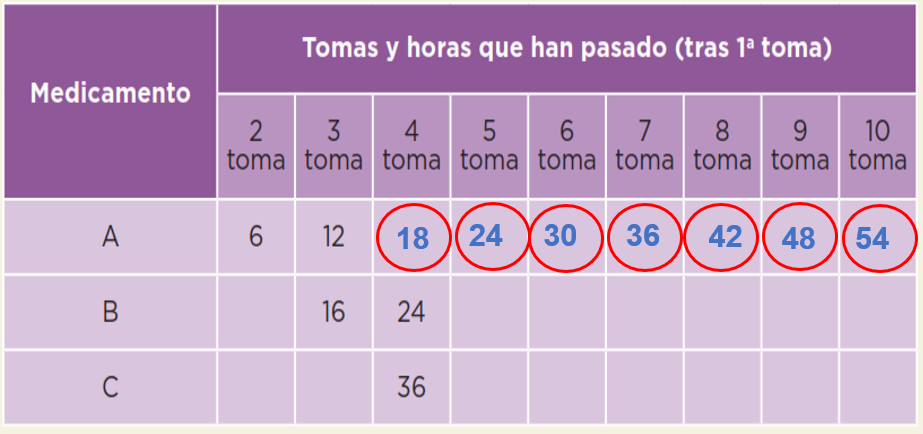 Medicamento
Tomas y horas que han pasado (tras 1ª toma)
2 toma 3 toma 4 toma 5 toma 6 toma 7 toma 8 toma 9 toma 10 toma
A 6 12 18 24 30 36 42 48 54
B 16 24
C 36